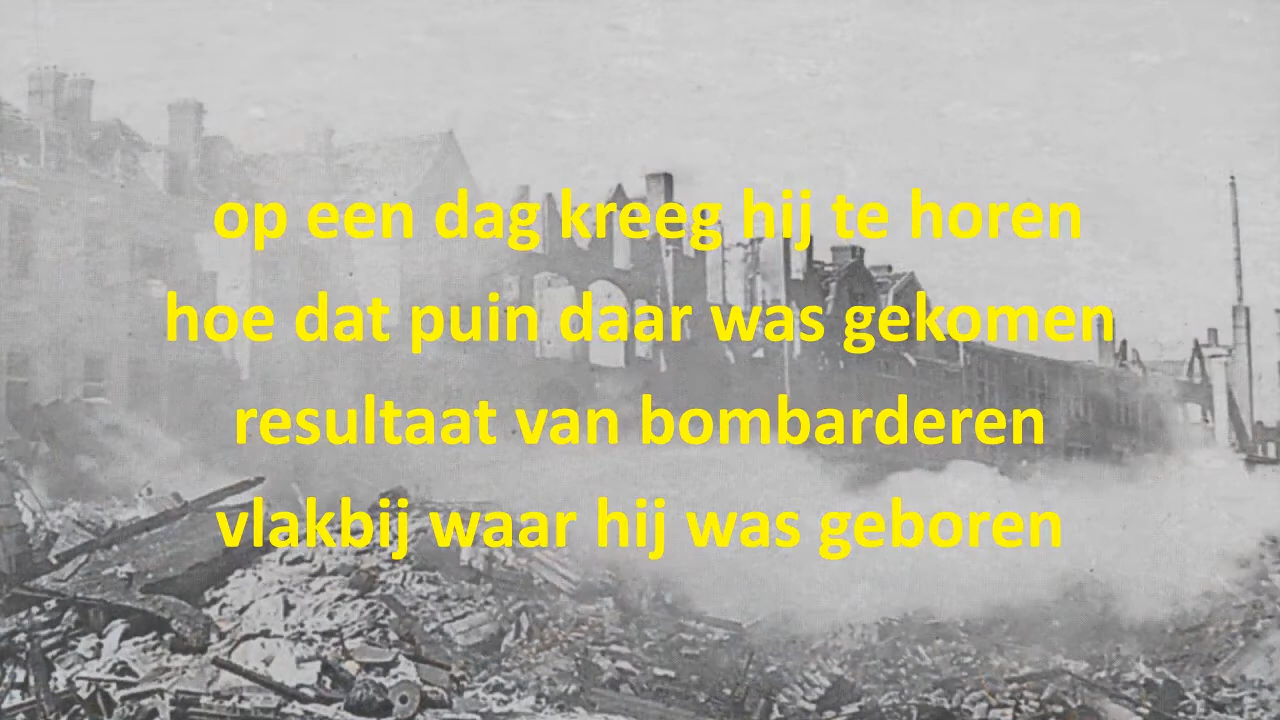 op een dag kreeg hij te horen
hoe dat puin daar was gekomen
resultaat van bombarderen
vlakbij waar hij was geboren